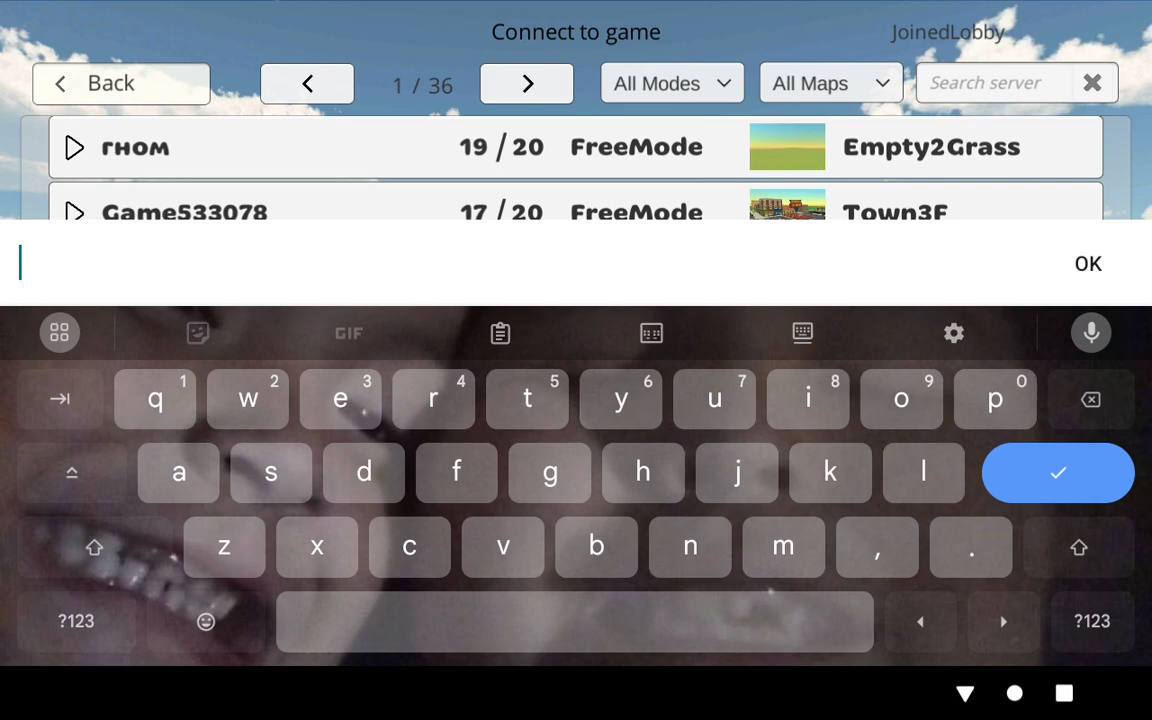 Connect to game
JoinedLobby
Back
1 / 36
All Modes
All Maps
Search server
гном 19 / 20 FreeMode Empty2Grass
Game533078 17 / 20 FreeMode Town3F
OK
GIF
q 1 w 2 e 3 r 4 t 5 y 6 u 7 i 8 o 9 p 0
a s d f g h j k l
z x c v b n m , .
?123 ?123